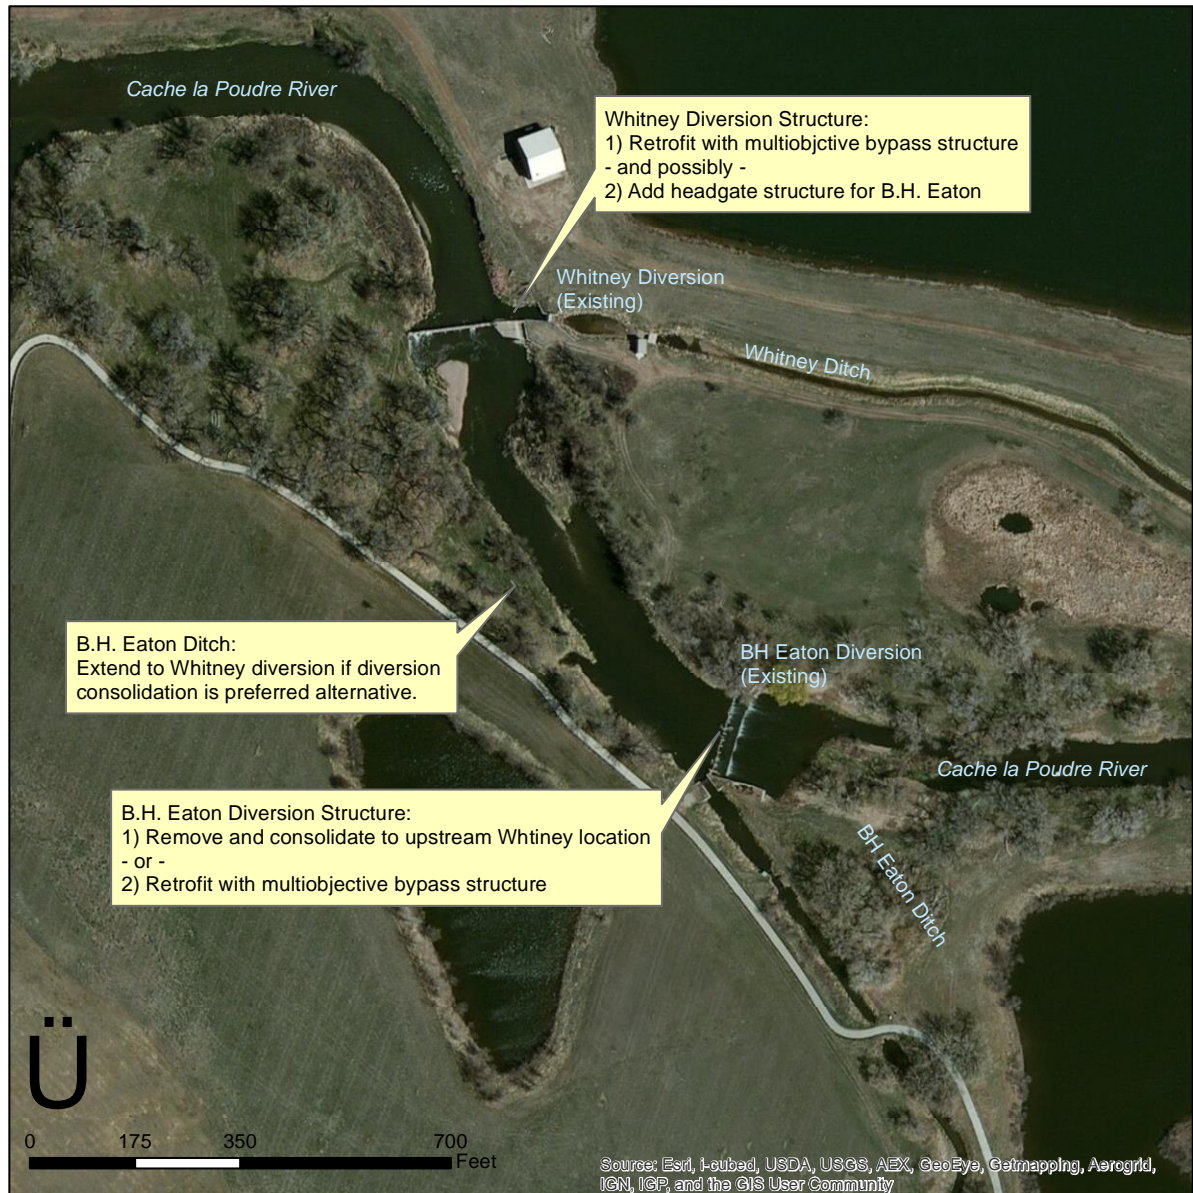 Cache la Poudre River
Whitney Diversion Structure:
1) Retrofit with multiobjctive bypass structure
- and possibly -
2) Add headgate structure for B.H. Eaton
Whitney Diversion
(Existing)
Whitney Ditch
B.H. Eaton Ditch:
Extend to Whitney diversion if diversion
consolidation is preferred alternative.
BH Eaton Diversion
(Existing)
Cache la Poudre River
B.H. Eaton Diversion Structure:
1) Remove and consolidate to upstream Whtiney location
- or -
2) Retrofit with multiobjective bypass structure
BH Eaton Ditch
Ü
0 175 350 700
Feet
Source: Esri, i-cubed, USDA, USGS, AEX, GeoEye, Getmapping, Aerogrid,
IGN, IGP, and the GIS User Community